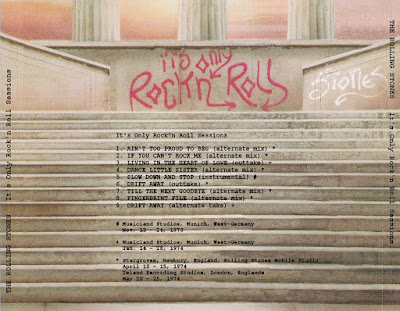 it's only
Rock'n Roll
Stones
It's Only Rock'n Roll Sessions
1. AIN'T TOO PROUD TO BEG (alternate mix) *
2. IF YOU CAN'T ROCK ME (alternate mix) *
3. LIVING IN THE HEART OF LOVE (outtake) *
4. DANCE LITTLE SISTER (alternate mix) *
5. SLOW DOWN AND STOP (instrumental) *
6. DRIFT AWAY (outtake) *
7. TILL THE NEXT GOODBYE (alternate mix) *
8. FINGERPRINT FILE (alternate mix) *
9. DRIFT AWAY (alternate take) *
# Musicland Studios, Munich, West-Germany
Nov. 13 - 24, 1973
+ Musicland Studios, Munich, West-Germany
Jan. 14 - 28, 1974
* Stargroves, Newbury, England, Rolling Stones Mobile Studio
April 10 - 15, 1974
Island Recording Studios, London, Englands
May 20 - 25, 1974
THE ROLLING STONES It's Only Rock'n Roll Sessions
THE ROLLING STONES It's Only Rock'n Roll Sessions